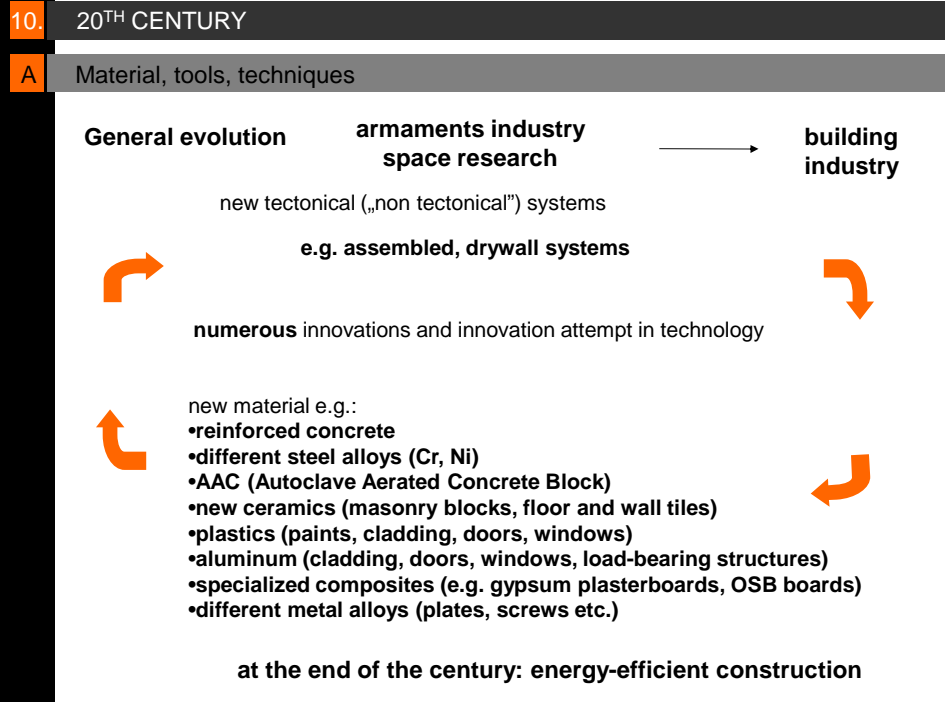 10. 20TH CENTURY
A Material, tools, techniques
General evolution
armaments industry
space research
building
industry
new tectonical („non tectonical”) systems
e.g. assembled, drywall systems
numerous innovations and innovation attempt in technology
new material e.g.:
•reinforced concrete
•different steel alloys (Cr, Ni)
•AAC (Autoclave Aerated Concrete Block)
•new ceramics (masonry blocks, floor and wall tiles)
•plastics (paints, cladding, doors, windows)
•aluminum (cladding, doors, windows, load-bearing structures)
•specialized composites (e.g. gypsum plasterboards, OSB boards)
•different metal alloys (plates, screws etc.)
at the end of the century: energy-efficient construction